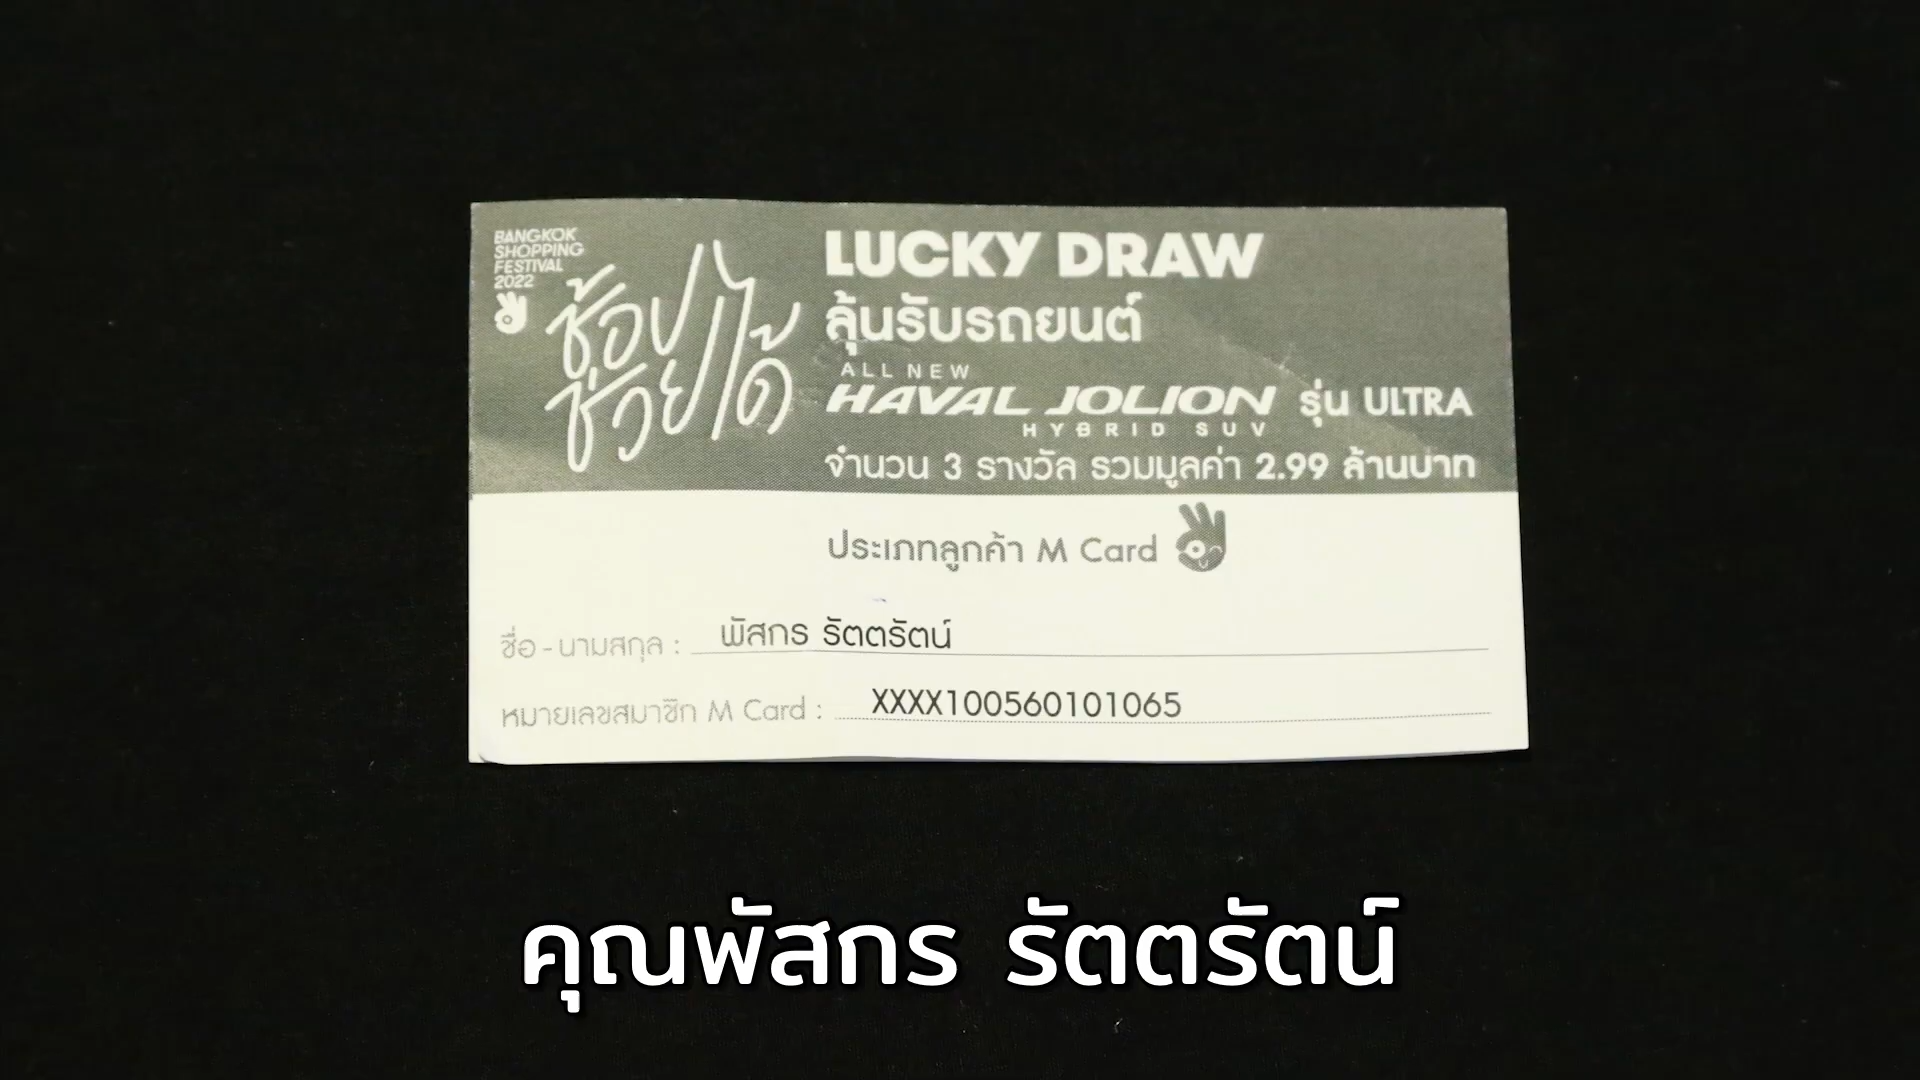 BANGKOK
SHOPPING
FESTIVAL
2022
ช้อป
ช่วยได้
LUCKY DRAW
ลุ้นรับรถยนต์
ALL NEW
HAVAL JOLION รุ่น ULTRA
HYBRID SUV
จำนวน 3 รางวัล รวมมูลค่า 2.99 ล้านบาท
ประเภทลูกค้า M Card
ชื่อ - นามสกุล : พัสกร รัตตรัตน์
หมายเลขสมาชิก M Card : XXXX100560101065
คุณพัสกร รัตตรัตน์